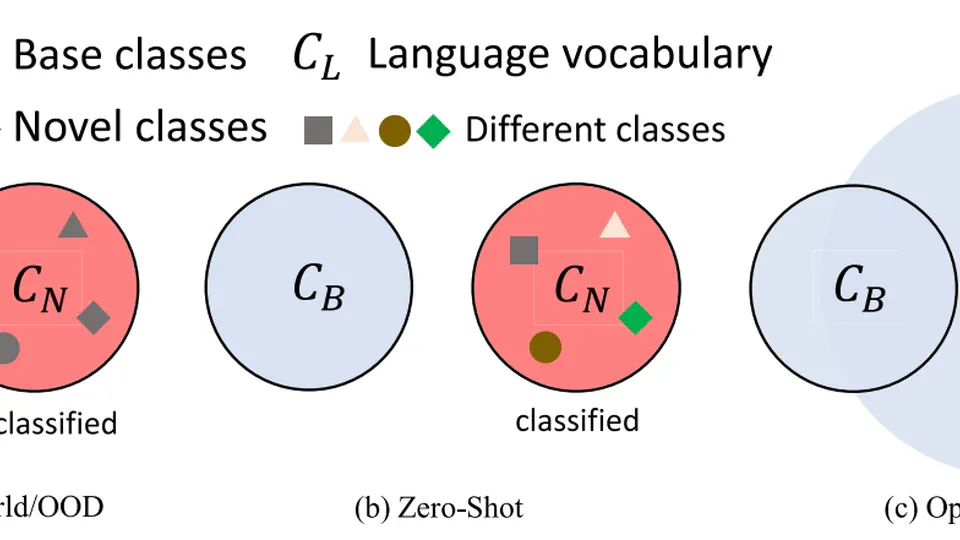 Base classes C_L Language vocabulary
Novel classes Different classes
C_N C_B C_N C_B
classified classified
rld/OOD (b) Zero-Shot (c) Op